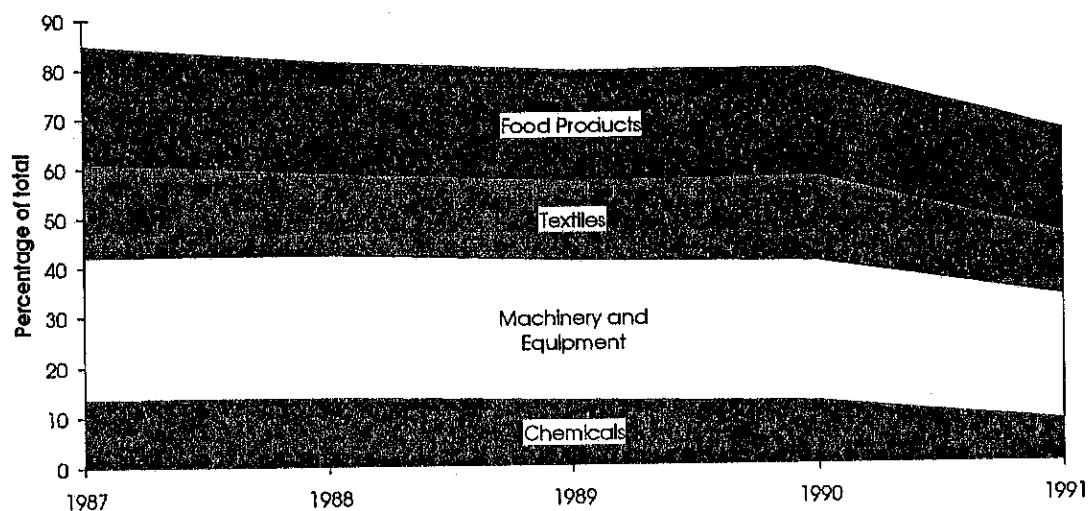 90
80
70
60
50
40
30
20
10
0
Percentage of total
Food Products
Textiles
Machinery and
Equipment
Chemicals
1987
1988
1989
1990
1991